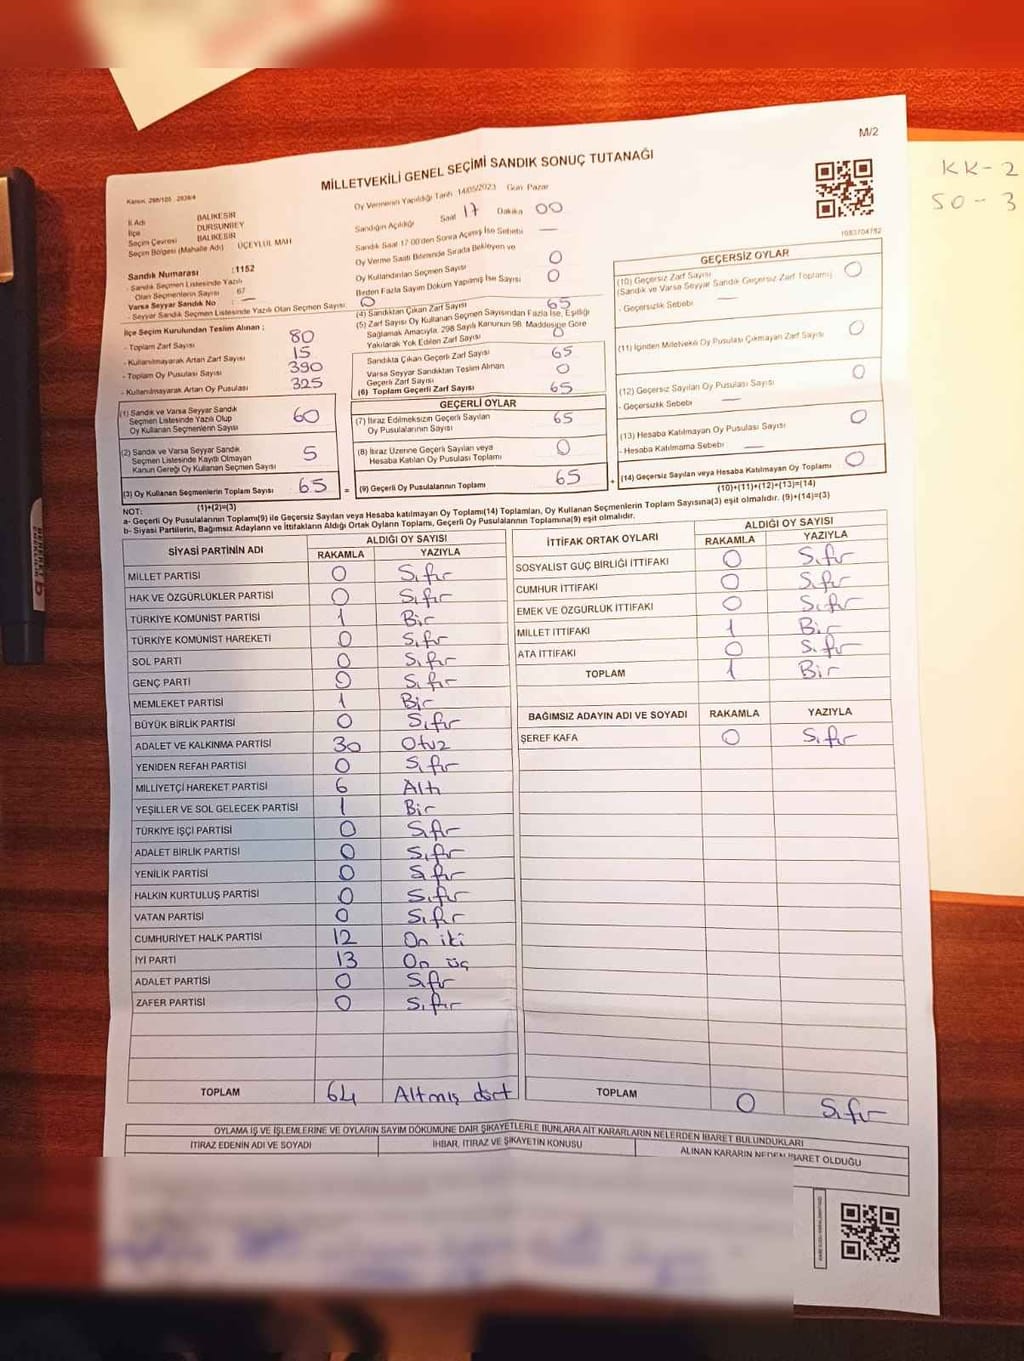 M/2
KK-2
SO-3
MİLLETVEKİLİ GENEL SEÇİMİ SANDIK SONUÇ TUTANAĞI
1083704752
İl Adı BALIKESİR
İlçe DURSUNBEY
Seçim Çevresi BALIKESİR
Seçim Bölgesi (Mahalle Adı) ÜÇEYLÜL MAH
Sandık Numarası :1152
- Sandık Seçmen Listesinde Yazılı
Olan Seçmenlerin Sayısı 67
Varsa Seyyar Sandık No : —
- Seyyar Sandık Seçmen Listesinde Yazılı Olan Seçmen Sayısı: 0
İlçe Seçim Kurulundan Teslim Alınan :
- Toplam Zarf Sayısı 80
- Kullanılmayarak Artan Zarf Sayısı 15
- Toplam Oy Pusulası Sayısı 390
- Kullanılmayarak Artan Oy Pusulası 325
(1) Sandık ve Varsa Seyyar Sandık
Seçmen Listesinde Yazılı Olup
Oy Kullanan Seçmenlerin Sayısı 60
(2) Sandık ve Varsa Seyyar Sandık
Seçmen Listesinde Kaydı Olmayan
Kanun Gereği Oy Kullanan Seçmen Sayısı 5
(3) Oy Kullanan Seçmenlerin Toplam Sayısı 65 =
(1)+(2)=(3)
Oy Vermenin Yapıldığı Tarih 14/05/2023 Gün Pazar
Sandığın Açıldığı Saat 17 Dakika 00
Sandık Saat 17:00'den Sonra Açılmış İse Sebebi —
Oy Verme Saati Bitiminde Sırada Bekleyen ve
Oy Kullandırılan Seçmen Sayısı 0
Birden Fazla Sayım Döküm Yapılmış İse Sayısı 0
(4) Sandıktan Çıkan Zarf Sayısı 65
(5) Zarf Sayısı Oy Kullanan Seçmen Sayısından Fazla İse, Eşitliği
Sağlamak Amacıyla, 298 Sayılı Kanunun 98. Maddesine Göre
Yakılarak Yok Edilen Zarf Sayısı 0
Sandıkta Çıkan Geçerli Zarf Sayısı 65
Varsa Seyyar Sandıktan Teslim Alınan
Geçerli Zarf Sayısı 0
(6) Toplam Geçerli Zarf Sayısı 65
GEÇERLİ OYLAR
(7) İtiraz Edilmeksizin Geçerli Sayılan
Oy Pusulalarının Sayısı 65
(8) İtiraz Üzerine Geçerli Sayılan veya
Hesaba Katılan Oy Pusulası Toplamı 0
(9) Geçerli Oy Pusulalarının Toplamı 65 +
GEÇERSİZ OYLAR
(10) Geçersiz Zarf Sayısı 0
(Sandık ve Varsa Seyyar Sandık Geçersiz Zarf Toplamı)
- Geçersizlik Sebebi —
(11) İçinden Milletvekili Oy Pusulası Çıkmayan Zarf Sayısı 0
(12) Geçersiz Sayılan Oy Pusulası Sayısı 0
- Geçersizlik Sebebi —
(13) Hesaba Katılmayan Oy Pusulası Sayısı 0
- Hesaba Katılmama Sebebi —
(14) Geçersiz Sayılan veya Hesaba Katılmayan Oy Toplamı 0
(10)+(11)+(12)+(13)=(14)
NOT:
a- Geçerli Oy Pusulalarının Toplamı(9) ile Geçersiz Sayılan veya Hesaba katılmayan Oy Toplamı(14) Toplamları, Oy Kullanan Seçmenlerin Toplam Sayısına(3) eşit olmalıdır. (9)+(14)=(3)
b- Siyasi Partilerin, Bağımsız Adayların ve İttifakların Aldığı Ortak Oyların Toplamı, Geçerli Oy Pusulalarının Toplamına(9) eşit olmalıdır.
SİYASİ PARTİNİN ADI ALDIĞI OY SAYISI
RAKAMLA YAZIYLA
MİLLET PARTİSİ 0 Sıfır
HAK VE ÖZGÜRLÜKLER PARTİSİ 0 Sıfır
TÜRKİYE KOMÜNİST PARTİSİ 1 Bir
TÜRKİYE KOMÜNİST HAREKETİ 0 Sıfır
SOL PARTİ 0 Sıfır
GENÇ PARTİ 0 Sıfır
MEMLEKET PARTİSİ 1 Bir
BÜYÜK BİRLİK PARTİSİ 0 Sıfır
ADALET VE KALKINMA PARTİSİ 30 Otuz
YENİDEN REFAH PARTİSİ 0 Sıfır
MİLLİYETÇİ HAREKET PARTİSİ 6 Altı
YEŞİLLER VE SOL GELECEK PARTİSİ 1 Bir
TÜRKİYE İŞÇİ PARTİSİ 0 Sıfır
ADALET BİRLİK PARTİSİ 0 Sıfır
YENİLİK PARTİSİ 0 Sıfır
HALKIN KURTULUŞ PARTİSİ 0 Sıfır
VATAN PARTİSİ 0 Sıfır
CUMHURİYET HALK PARTİSİ 12 On iki
İYİ PARTİ 13 On üç
ADALET PARTİSİ 0 Sıfır
ZAFER PARTİSİ 0 Sıfır
TOPLAM 64 Altmış dört
İTTİFAK ORTAK OYLARI ALDIĞI OY SAYISI
RAKAMLA YAZIYLA
SOSYALİST GÜÇ BİRLİĞİ İTTİFAKI 0 Sıfır
CUMHUR İTTİFAKI 0 Sıfır
EMEK VE ÖZGÜRLÜK İTTİFAKI 0 Sıfır
MİLLET İTTİFAKI 1 Bir
ATA İTTİFAKI 0 Sıfır
TOPLAM 1 Bir
BAĞIMSIZ ADAYIN ADI VE SOYADI RAKAMLA YAZIYLA
ŞEREF KAFA 0 Sıfır
TOPLAM 0 Sıfır
OYLAMA İŞ VE İŞLEMLERİNE VE OYLARIN SAYIM DÖKÜMÜNE DAİR ŞİKAYETLERLE BUNLARA AİT KARARLARIN NELERDEN İBARET BULUNDUKLARI
İTİRAZ EDENİN ADI VE SOYADI İHBAR, İTİRAZ VE ŞİKAYETİN KONUSU ALINAN KARARIN NEDEN İBARET OLDUĞU